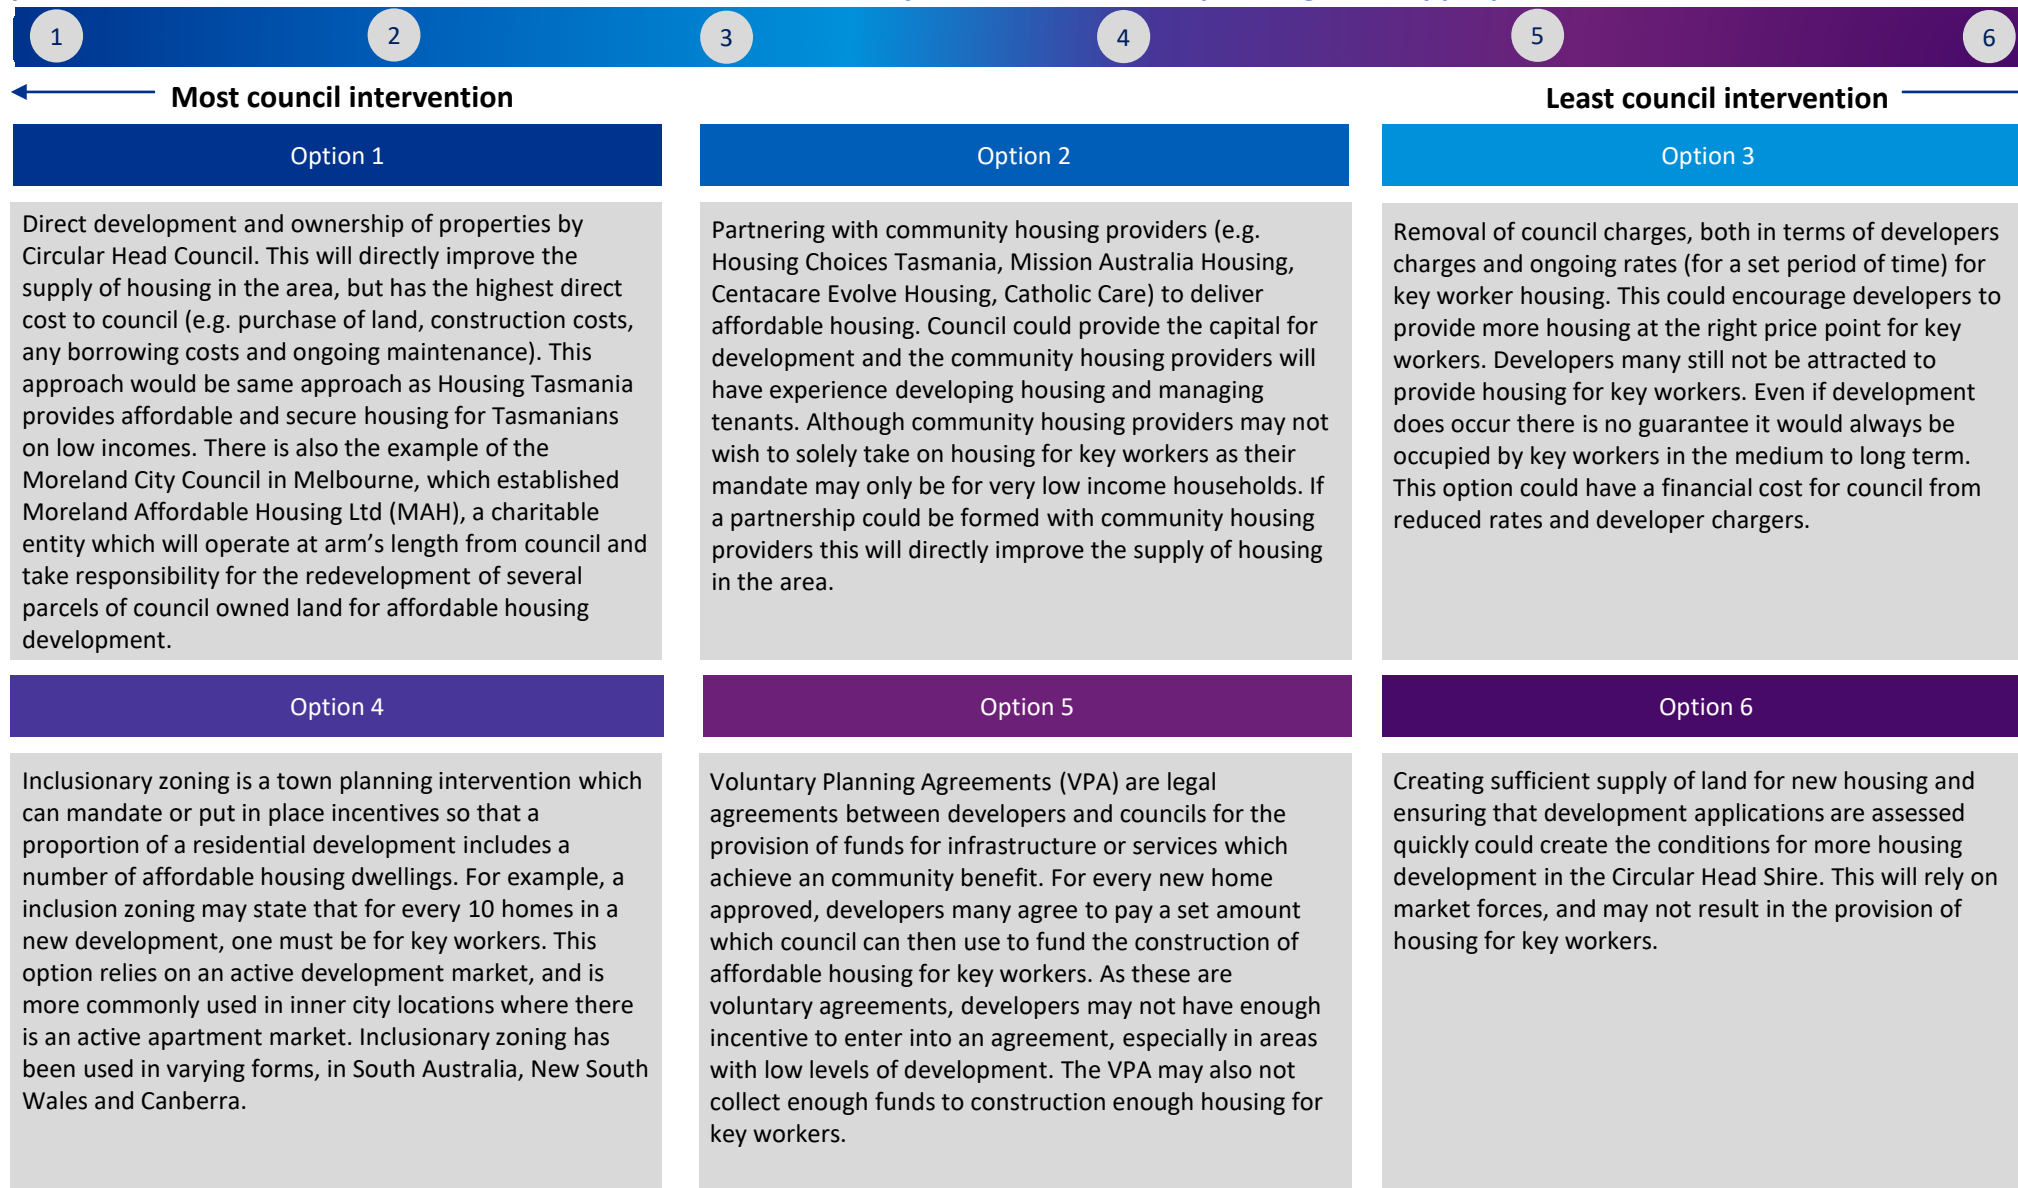 1
2
3
4
5
6
Most council intervention
Least council intervention
Option 1
Option 2
Option 3
Direct development and ownership of properties by
Circular Head Council. This will directly improve the
supply of housing in the area, but has the highest direct
cost to council (e.g. purchase of land, construction costs,
any borrowing costs and ongoing maintenance). This
approach would be same approach as Housing Tasmania
provides affordable and secure housing for Tasmanians
on low incomes. There is also the example of the
Moreland City Council in Melbourne, which established
Moreland Affordable Housing Ltd (MAH), a charitable
entity which will operate at arm's length from council and
take responsibility for the redevelopment of several
parcels of council owned land for affordable housing
development.
Partnering with community housing providers (e.g.
Housing Choices Tasmania, Mission Australia Housing,
Centacare Evolve Housing, Catholic Care) to deliver
affordable housing. Council could provide the capital for
development and the community housing providers will
have experience developing housing and managing
tenants. Although community housing providers may not
wish to solely take on housing for key workers as their
mandate may only be for very low income households. If
a partnership could be formed with community housing
providers this will directly improve the supply of housing
in the area.
Removal of council charges, both in terms of developers
charges and ongoing rates (for a set period of time) for
key worker housing. This could encourage developers to
provide more housing at the right price point for key
workers. Developers many still not be attracted to
provide housing for key workers. Even if development
does occur there is no guarantee it would always be
occupied by key workers in the medium to long term.
This option could have a financial cost for council from
reduced rates and developer chargers.
Option 4
Option 5
Option 6
Inclusionary zoning is a town planning intervention which
can mandate or put in place incentives so that a
proportion of a residential development includes a
number of affordable housing dwellings. For example, a
inclusion zoning may state that for every 10 homes in a
new development, one must be for key workers. This
option relies on an active development market, and is
more commonly used in inner city locations where there
is an active apartment market. Inclusionary zoning has
been used in varying forms, in South Australia, New South
Wales and Canberra.
Voluntary Planning Agreements (VPA) are legal
agreements between developers and councils for the
provision of funds for infrastructure or services which
achieve an community benefit. For every new home
approved, developers many agree to pay a set amount
which council can then use to fund the construction of
affordable housing for key workers. As these are
voluntary agreements, developers may not have enough
incentive to enter into an agreement, especially in areas
with low levels of development. The VPA may also not
collect enough funds to construction enough housing for
key workers.
Creating sufficient supply of land for new housing and
ensuring that development applications are assessed
quickly could create the conditions for more housing
development in the Circular Head Shire. This will rely on
market forces, and may not result in the provision of
housing for key workers.